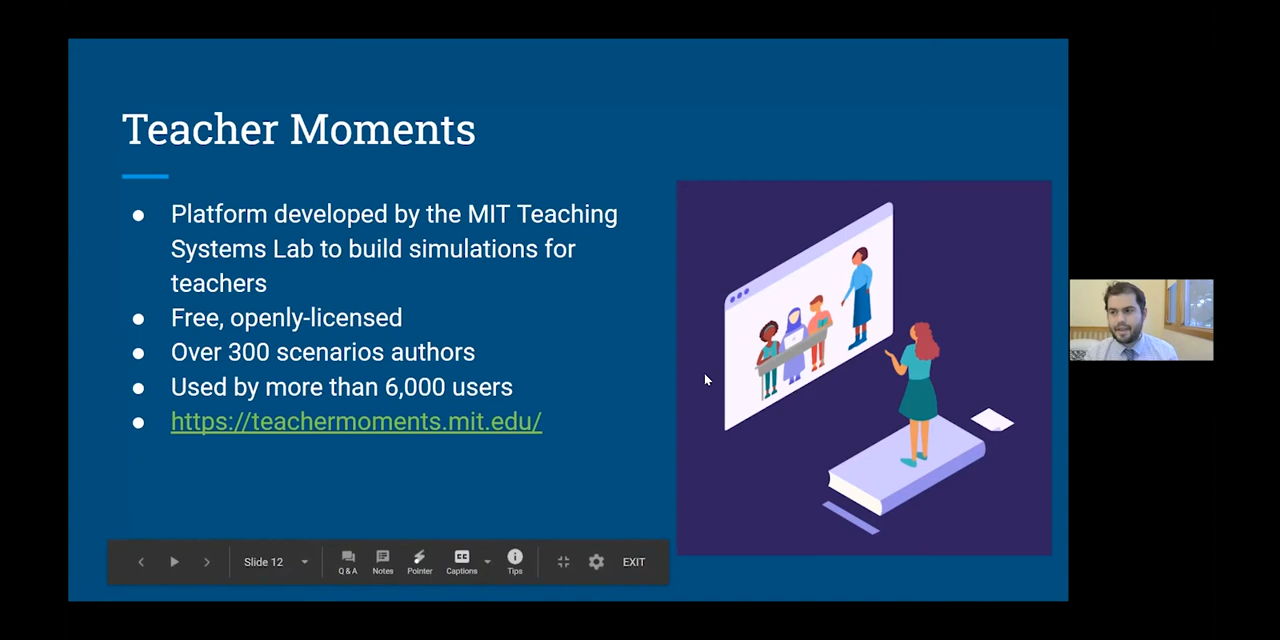 Teacher Moments
● Platform developed by the MIT Teaching
Systems Lab to build simulations for
teachers
● Free, openly-licensed
● Over 300 scenarios authors
● Used by more than 6,000 users
● https://teachermoments.mit.edu/
Slide 12
Q & A
Notes
Pointer
CC
Captions
Tips
EXIT